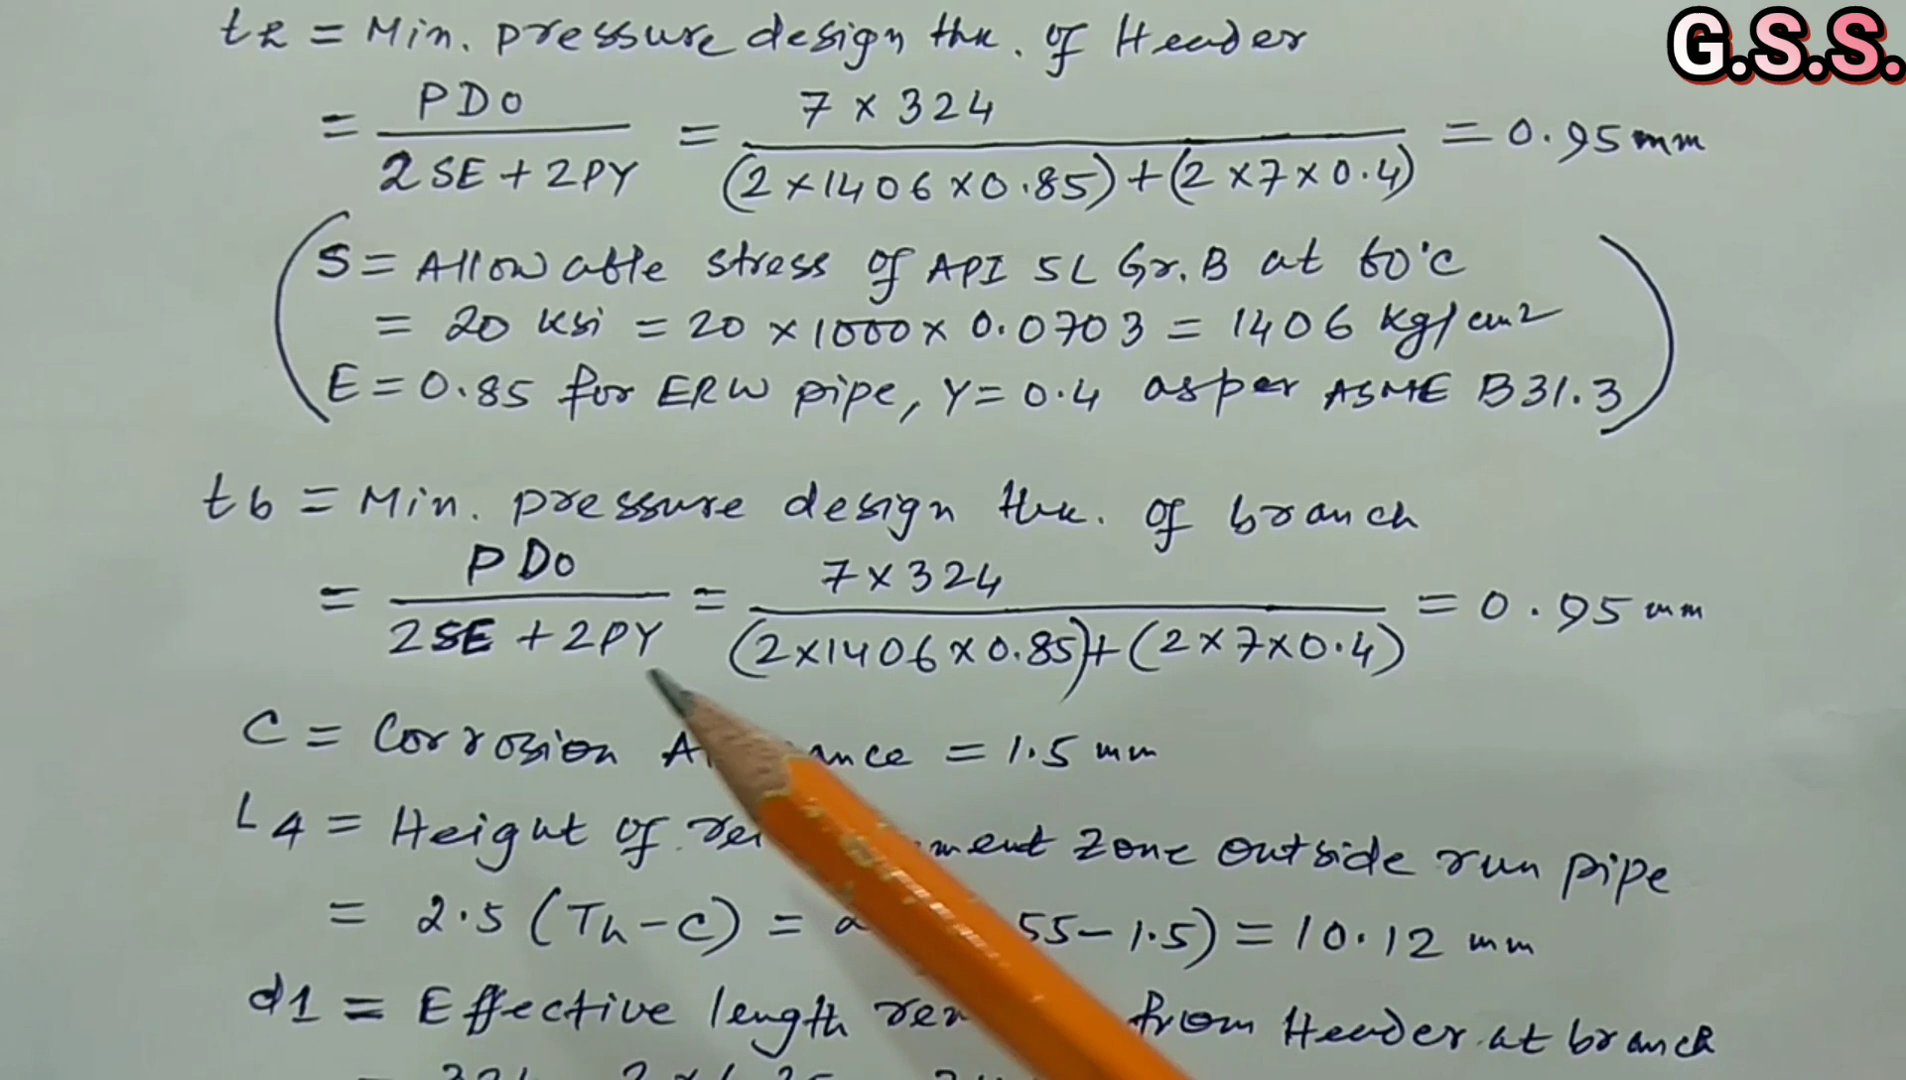 G.S.S.
th = Min. pressure design thk. of Header
= PDo / 2SE + 2PY = 7 x 324 / (2 x 1406 x 0.85) + (2 x 7 x 0.4) = 0.95 mm
S = Allowable stress of API 5L Gr. B at 60°C
= 20 ksi = 20 x 1000 x 0.0703 = 1406 kg/cm2
E = 0.85 for ERW pipe, Y = 0.4 as per ASME B31.3
tb = Min. pressure design thk. of branch
= PDo / 2SE + 2PY = 7 x 324 / (2 x 1406 x 0.85) + (2 x 7 x 0.4) = 0.95 mm
C = Corrosion = 1.5 mm
L4 = Height of zone outside run pipe
= 2.5 (Th - C) = 55 - 1.5) = 10.12 mm
d1 = Effective length from Header at branch